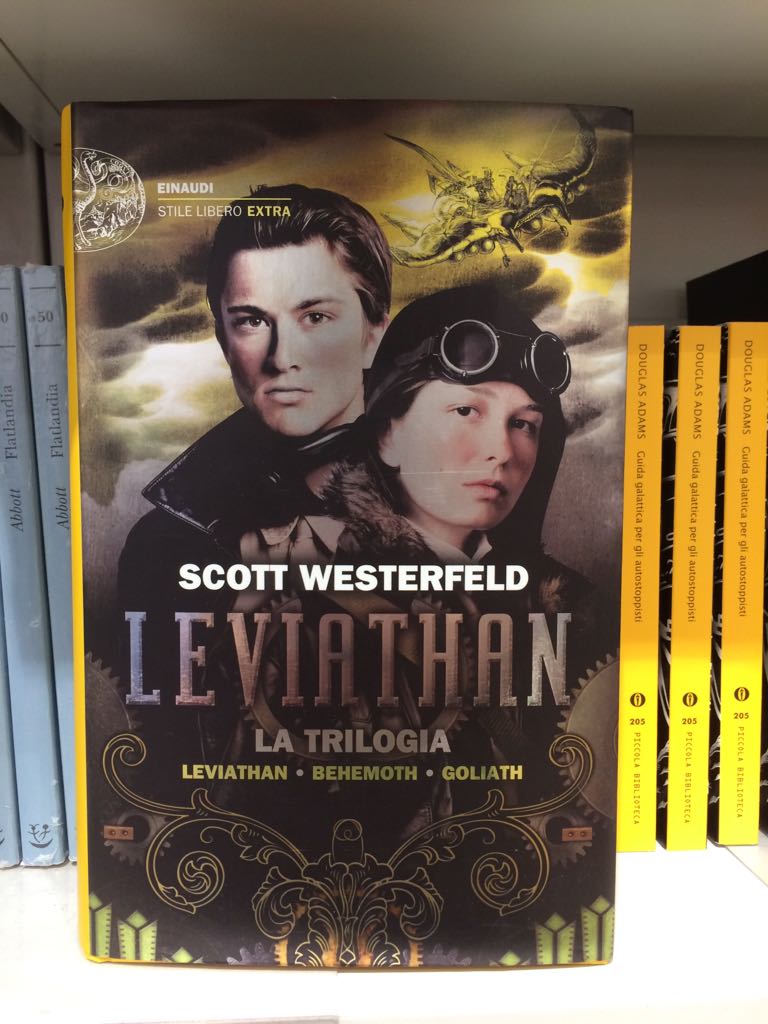 EINAUDI
STILE LIBERO EXTRA
SCOTT WESTERFELD
LEVIATHAN
LA TRILOGIA
LEVIATHAN • BEHEMOTH • GOLIATH
50
Abbott Flatlandia
Abbott Flatlandia
DOUGLAS ADAMS Guida galattica per gli autostoppisti
205
PICCOLA BIBLIOTECA
DOUGLAS ADAMS Guida galattica per gli autostoppisti
205
PICCOLA BIBLIOTECA
DOUGLAS ADAMS Guida galattica per gli autostoppisti
205
PICCOLA BIBLIOTECA